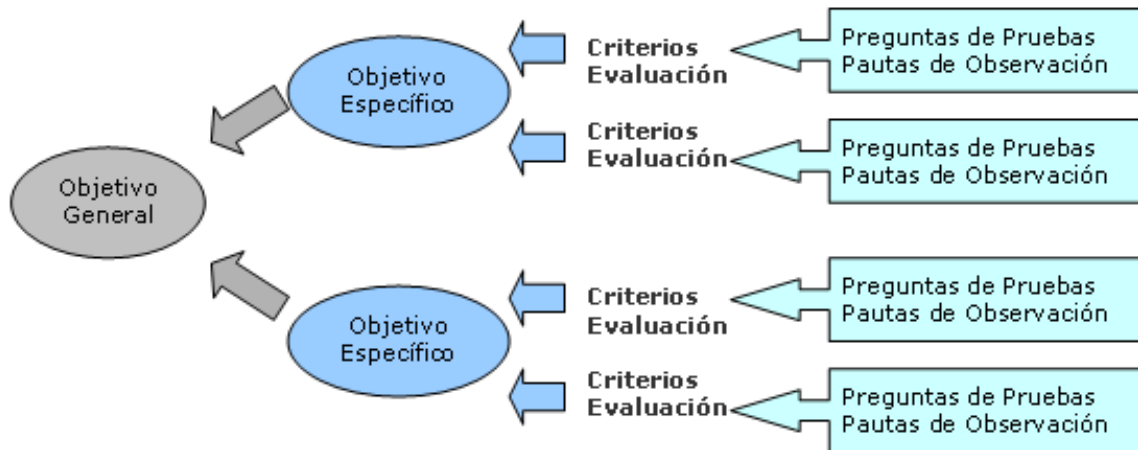 Objetivo
General
Objetivo
Específico
Criterios
Evaluación
Preguntas de Pruebas
Pautas de Observación
Criterios
Evaluación
Preguntas de Pruebas
Pautas de Observación
Objetivo
Específico
Criterios
Evaluación
Preguntas de Pruebas
Pautas de Observación
Criterios
Evaluación
Preguntas de Pruebas
Pautas de Observación